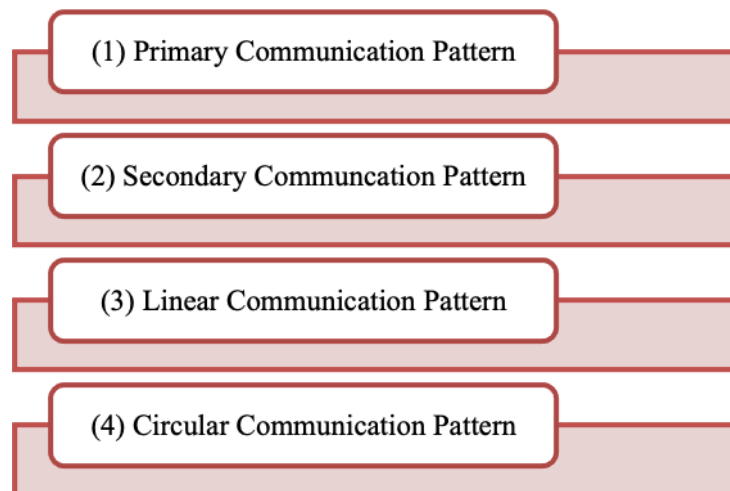 (1) Primary Communication Pattern
(2) Secondary Communcation Pattern
(3) Linear Communication Pattern
(4) Circular Communication Pattern